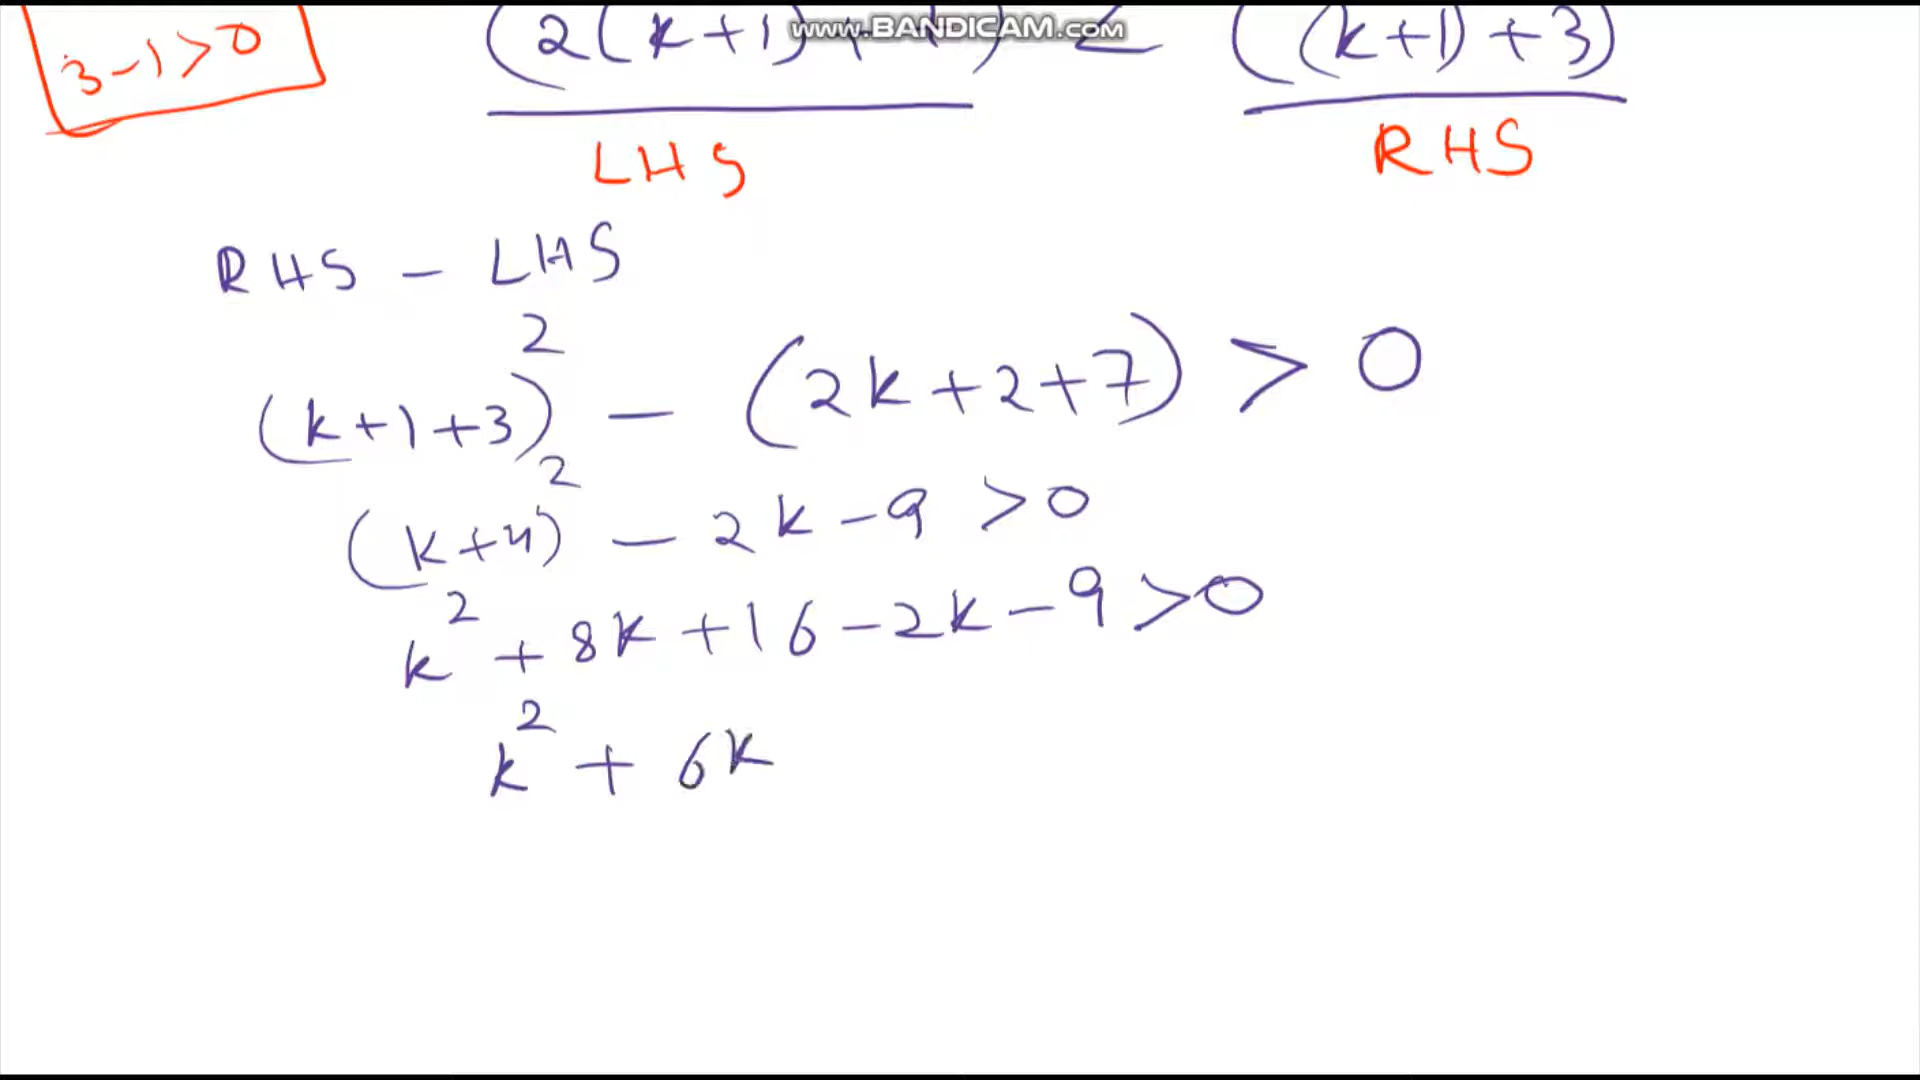 3-1>0
(2(k+1)+ ) < ((k+1)+3)
www.BANDICAM.com
LHS
RHS
RHS - LHS
(k+1+3)² - (2k+2+7) > 0
(k+4)² - 2k-9 >0
k² + 8k +16-2k-9>0
k² + 6k